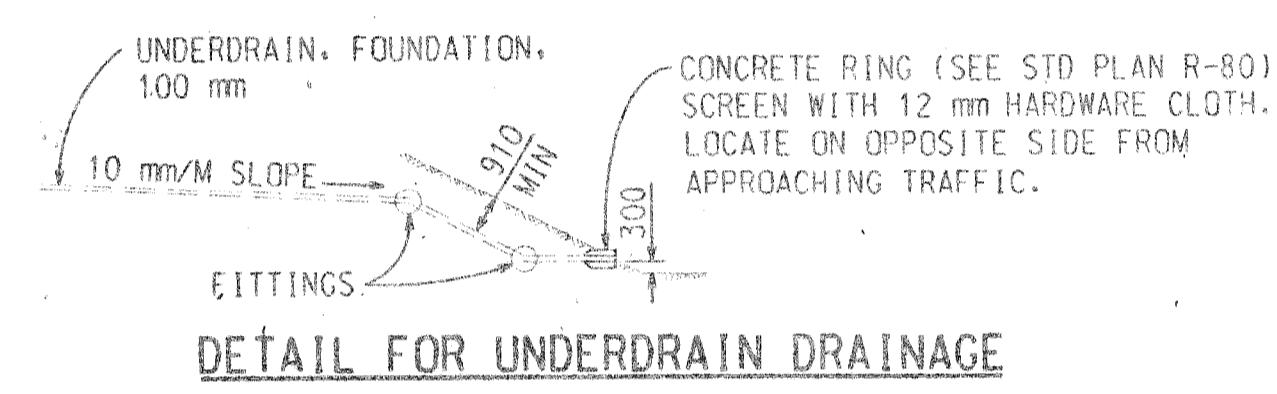 UNDERDRAIN. FOUNDATION.
100 mm
CONCRETE RING (SEE STD PLAN R-80)
SCREEN WITH 12 mm HARDWARE CLOTH.
LOCATE ON OPPOSITE SIDE FROM
APPROACHING TRAFFIC.
10 mm/M SLOPE
910
MIN
300
FITTINGS
DETAIL FOR UNDERDRAIN DRAINAGE